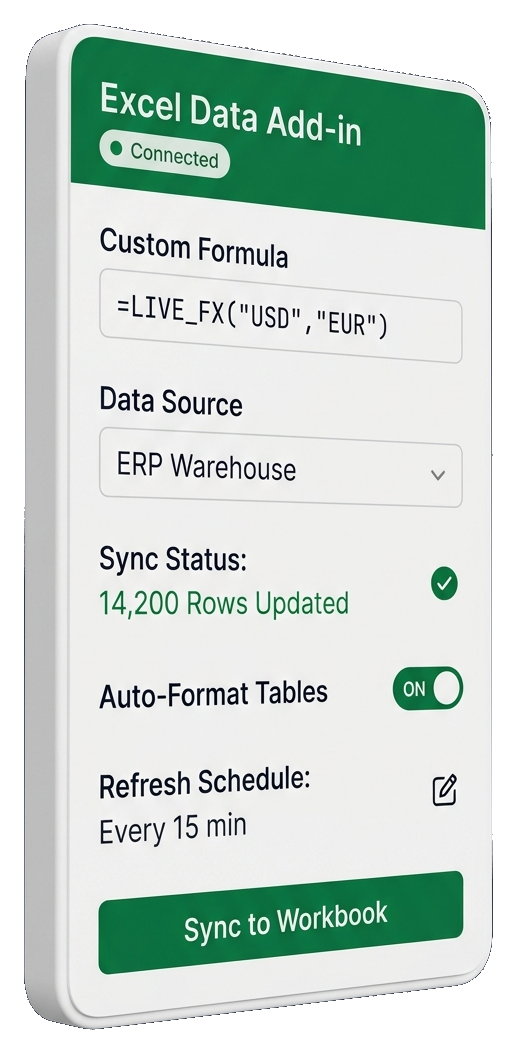 Excel Data Add-in
Connected
Custom Formula
=LIVE_FX("USD","EUR")
Data Source
ERP Warehouse
Sync Status:
14,200 Rows Updated
Auto-Format Tables
ON
Refresh Schedule:
Every 15 min
Sync to Workbook